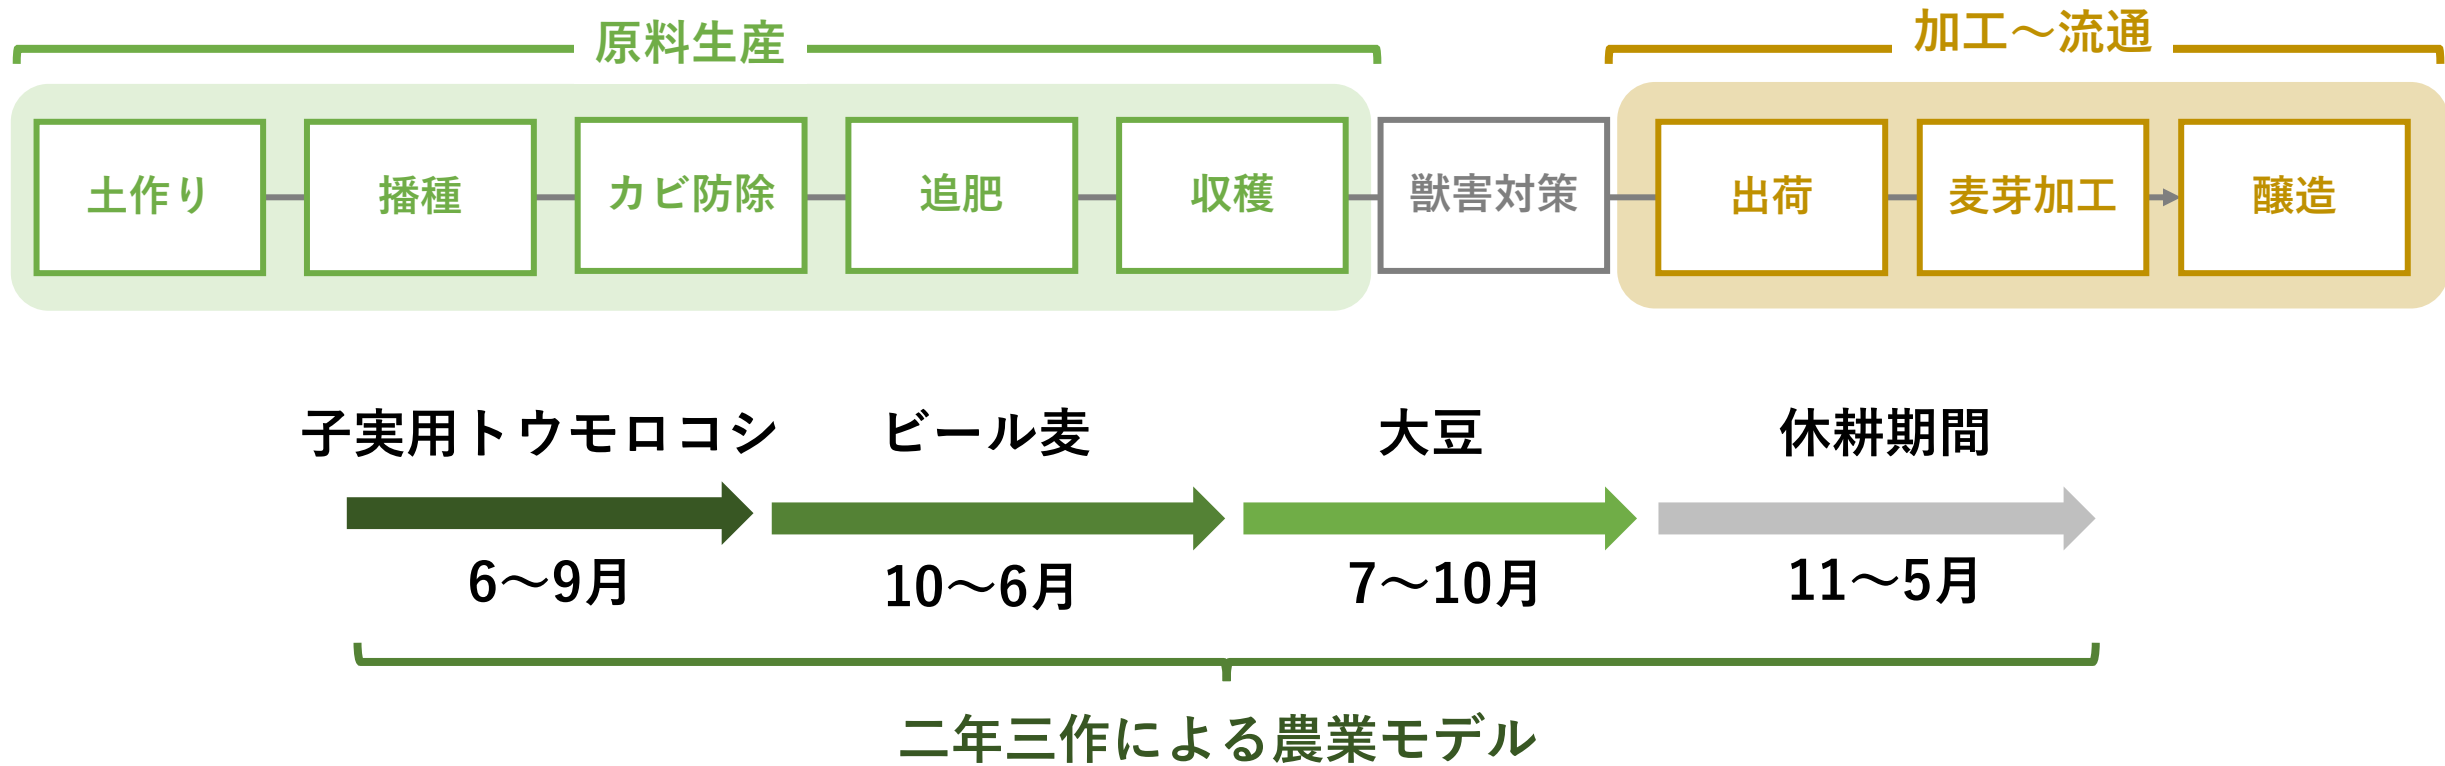 原料生産
加工～流通
土作り
播種
カビ防除
追肥
収穫
獣害対策
出荷
麦芽加工
醸造
子実用トウモロコシ
ビール麦
大豆
休耕期間
6～9月
10～6月
7～10月
11～5月
二年三作による農業モデル